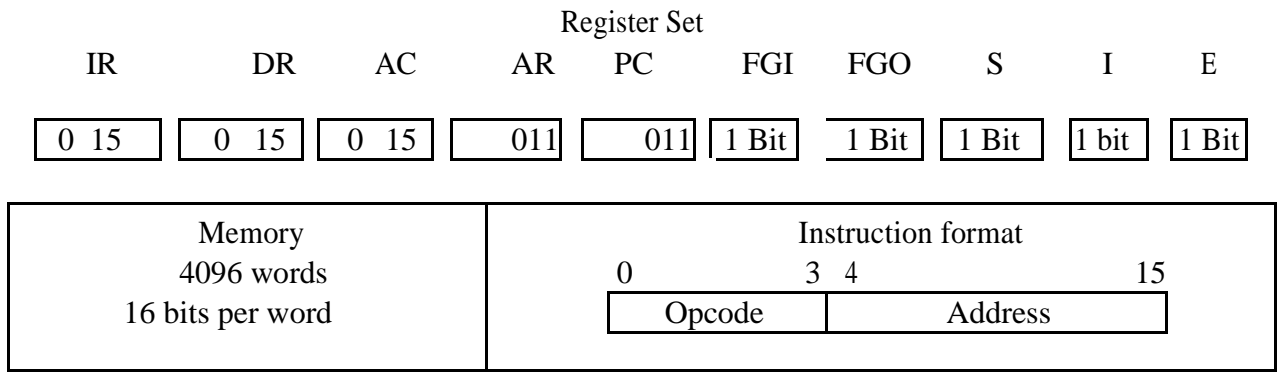 Register Set
IR DR AC AR PC FGI FGO S I E
0 15 0 15 0 15 011 011 1 Bit 1 Bit 1 Bit 1 bit 1 Bit
Memory
4096 words
16 bits per word
Instruction format
0 3 4 15
Opcode Address